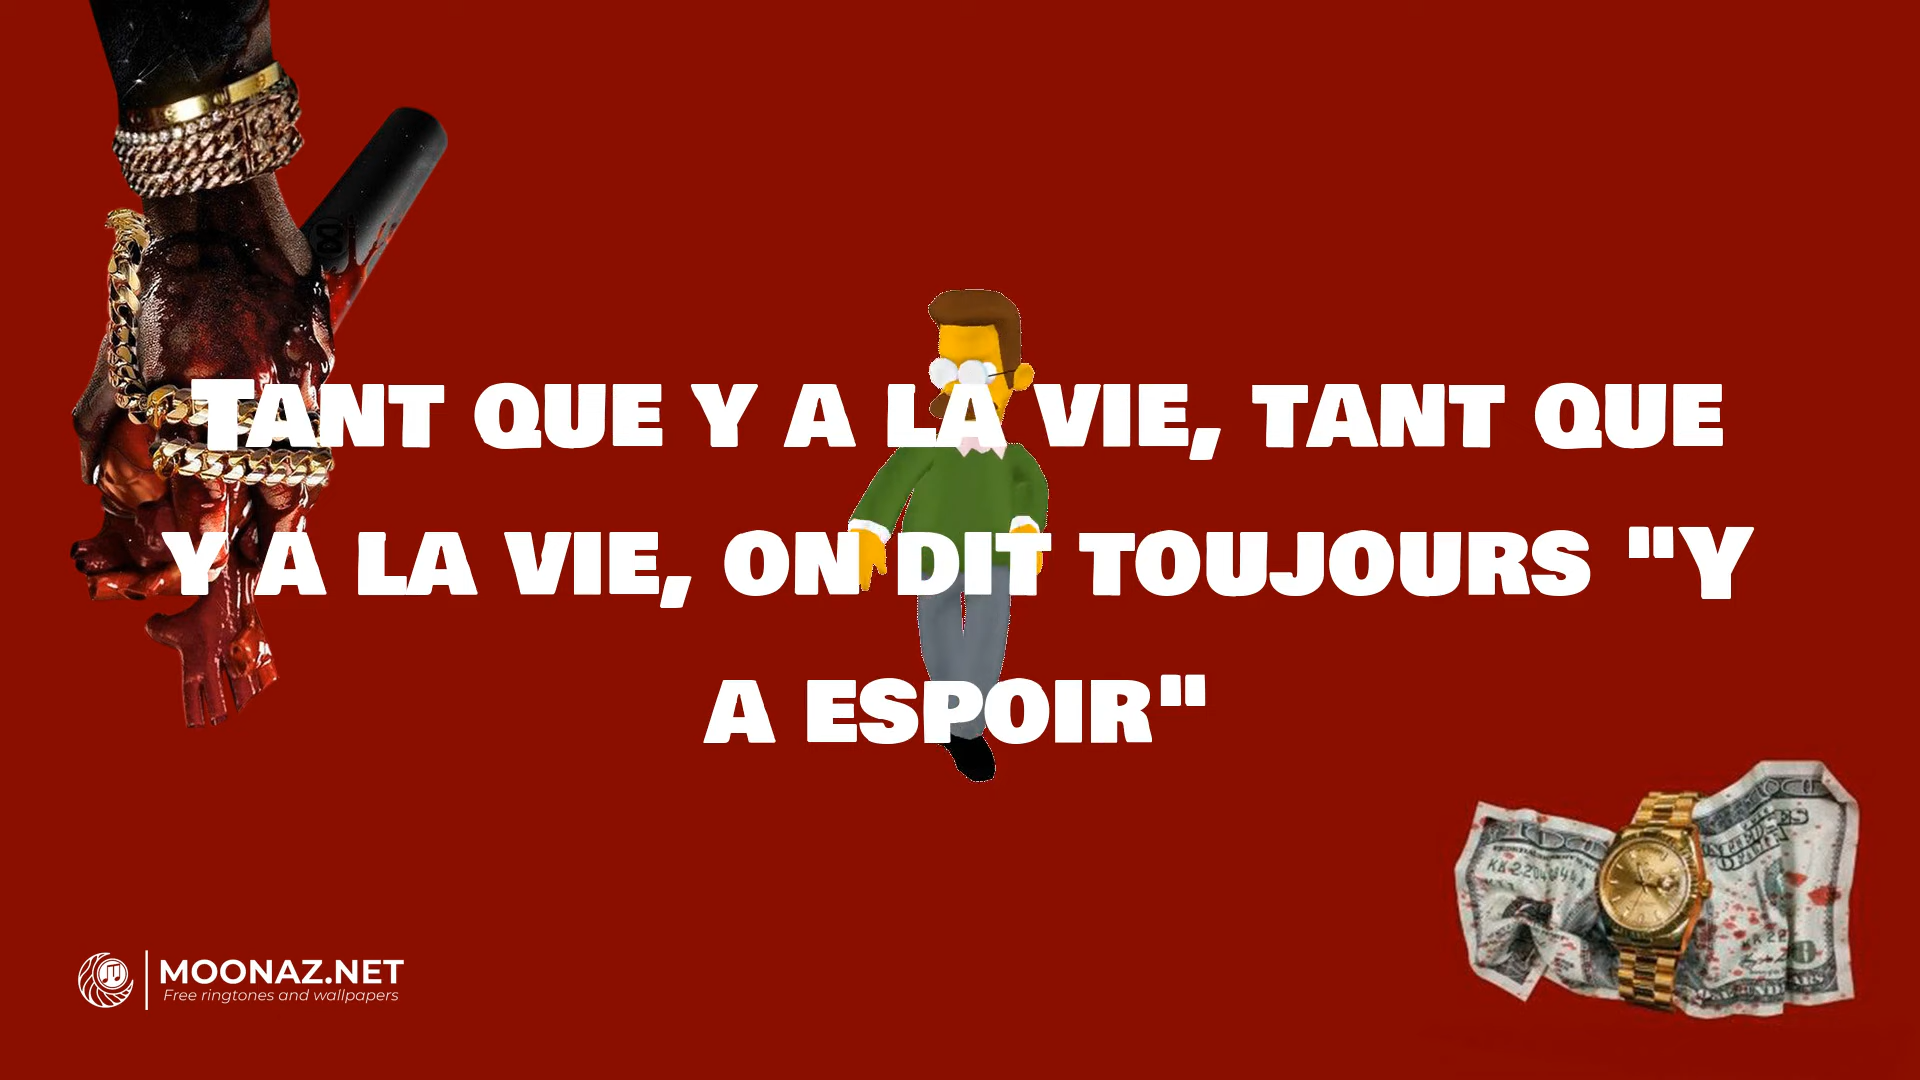 Tant que y a la vie, tant que
y a la vie, on dit toujours "Y
a espoir"
MOONAZ.NET
Free ringtones and wallpapers